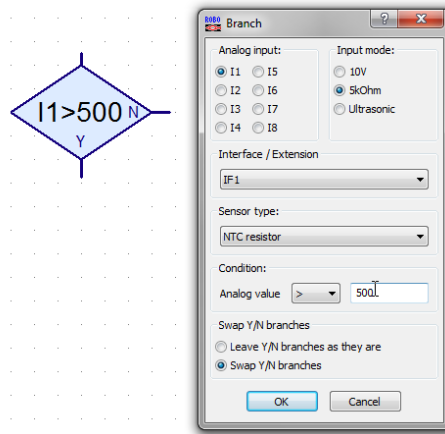 I1>500 N
Y
ROBO Branch
Analog input:
I1 I5
I2 I6
I3 I7
I4 I8
Input mode:
10V
5kOhm
Ultrasonic
Interface / Extension
IF1
Sensor type:
NTC resistor
Condition:
Analog value > 500
Swap Y/N branches
Leave Y/N branches as they are
Swap Y/N branches
OK Cancel